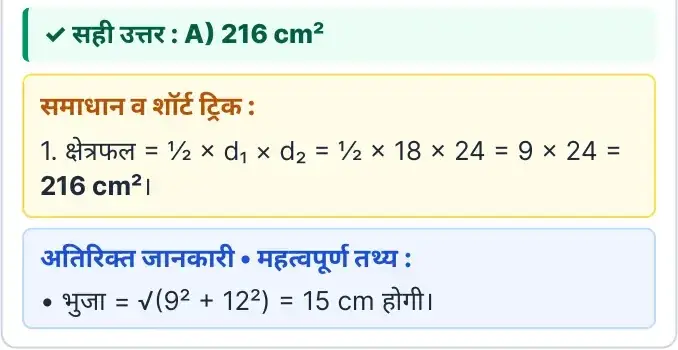 ✓ सही उत्तर : A) 216 cm²
समाधान व शॉर्ट ट्रिक :
1. क्षेत्रफल = ½ × d₁ × d₂ = ½ × 18 × 24 = 9 × 24 =
216 cm²।
अतिरिक्त जानकारी • महत्वपूर्ण तथ्य :
• भुजा = √(9² + 12²) = 15 cm होगी।